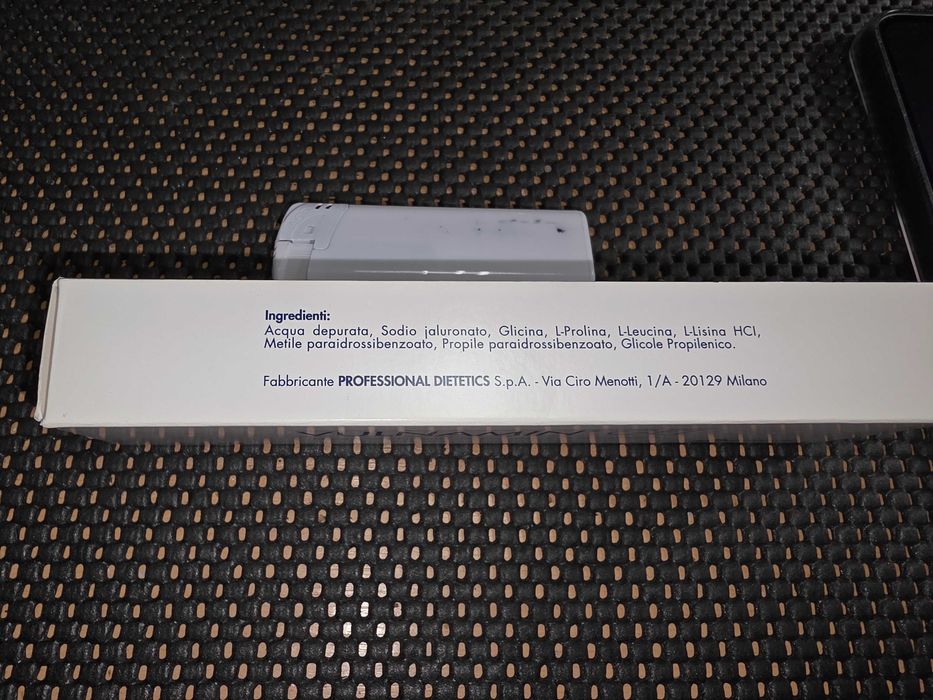 Ingredienti:
Acqua depurata, Sodio jaluronato, Glicina, L-Prolina, L-Leucina, L-Lisina HCl,
Metile paraidrossibenzoato, Propile paraidrossibenzoato, Glicole Propilenico.
Fabbricante PROFESSIONAL DIETETICS S.p.A. - Via Ciro Menotti, 1/A - 20129 Milano